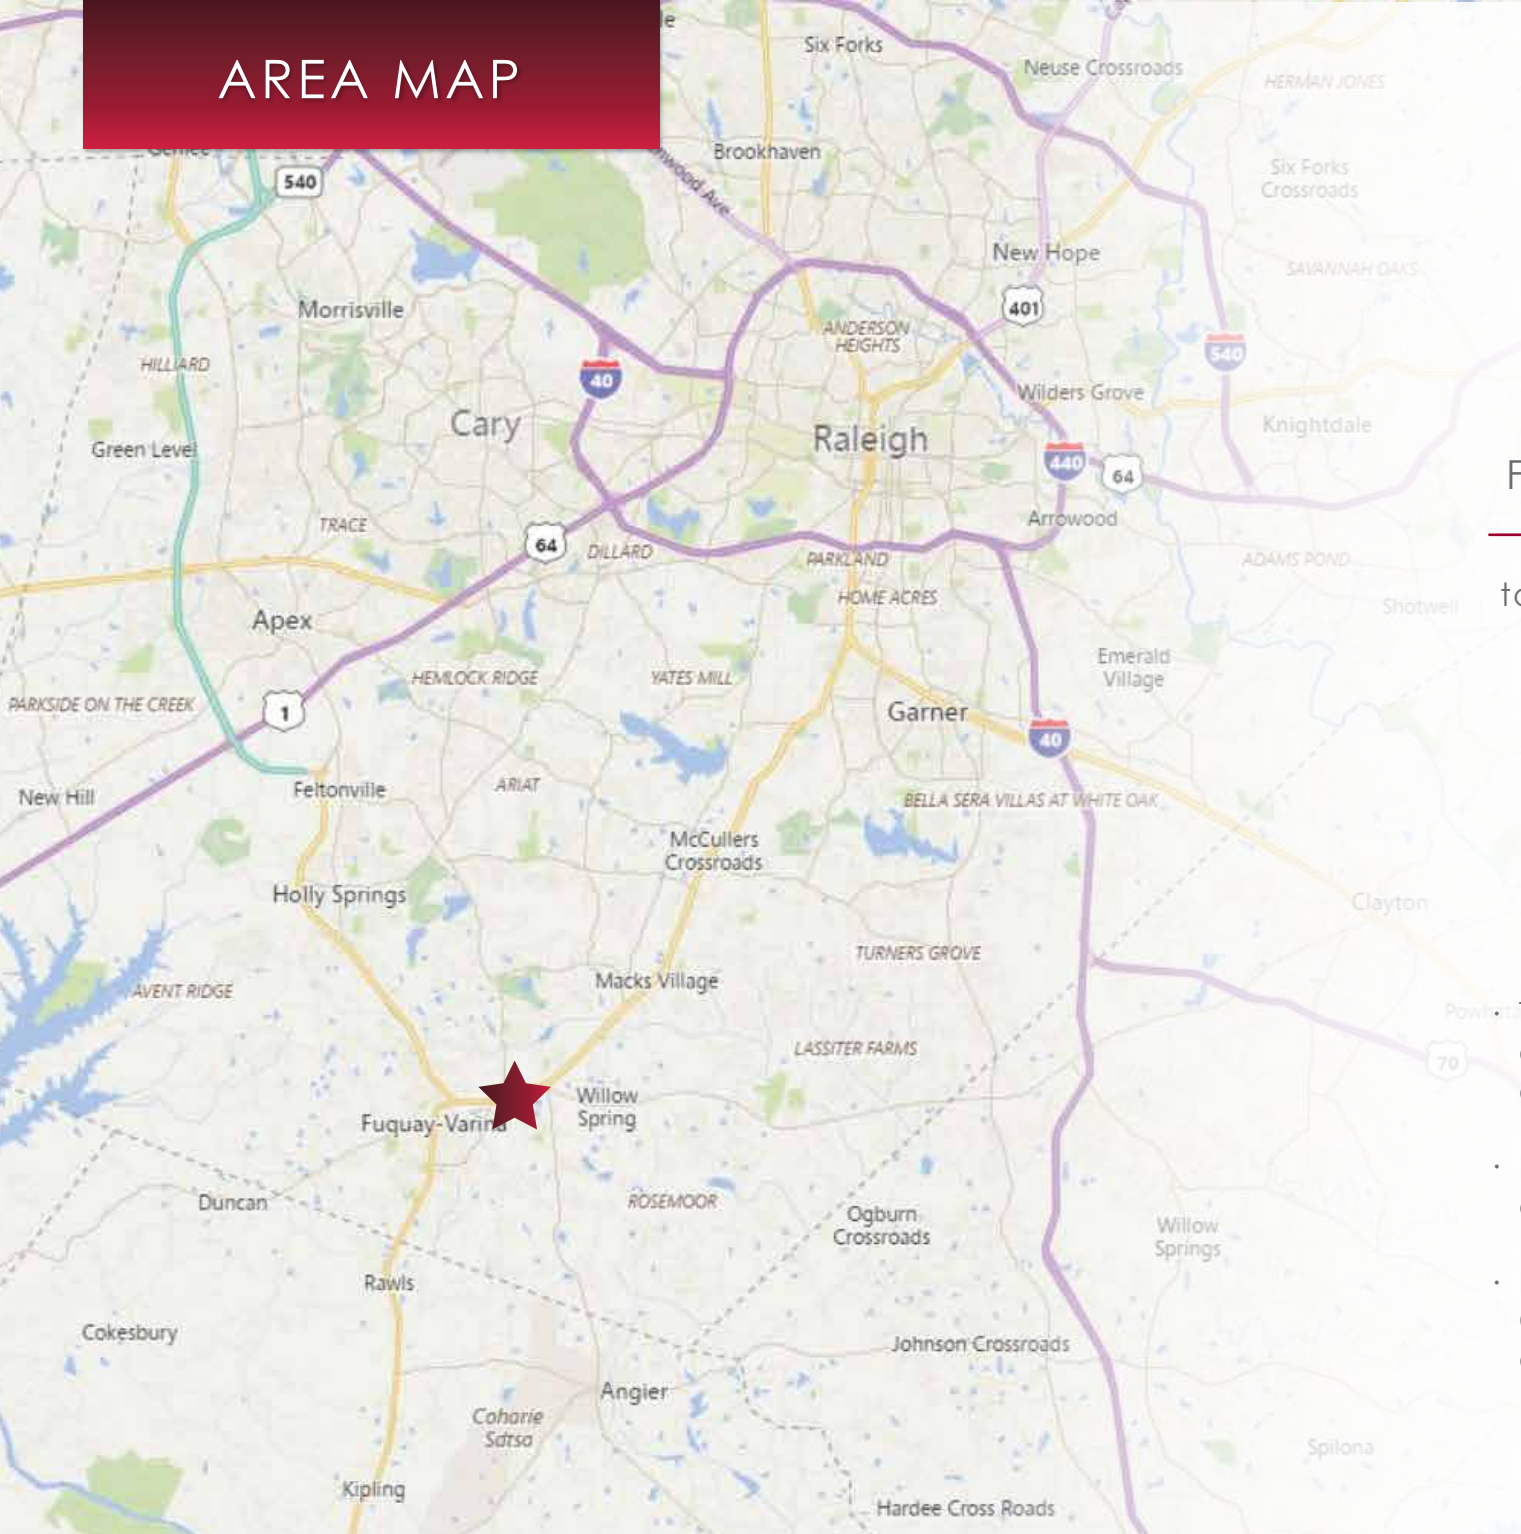 AREA MAP
Six Forks
Neuse Crossroads
HERMAN JONES
Brookhaven
540
Six Forks
Crossroads
New Hope
SAVANNAH OAKS
Morrisville
401
ANDERSON
HEIGHTS
540
HILLIARD
40
Wilders Grove
Cary
Raleigh
Knightdale
Green Level
440
64
TRACE
Arrowood
64
DILLARD
PARKLAND
ADAMS POND
HOME ACRES
Shotwell
Apex
Emerald
Village
HEMLOCK RIDGE
YATES MILL
PARKSIDE ON THE CREEK
1
Garner
40
Feltonville
ARIAT
New Hill
BELLA SERA VILLAS AT WHITE OAK
McCullers
Crossroads
Holly Springs
Clayton
TURNERS GROVE
Macks Village
AVENT RIDGE
LASSITER FARMS
70
Willow
Spring
Fuquay-Varina
Duncan
ROSEMOOR
Ogburn
Crossroads
Willow
Springs
Rawls
Cokesbury
Johnson Crossroads
Angier
Coharie
Sdtsa
Spilona
Kipling
Hardee Cross Roads